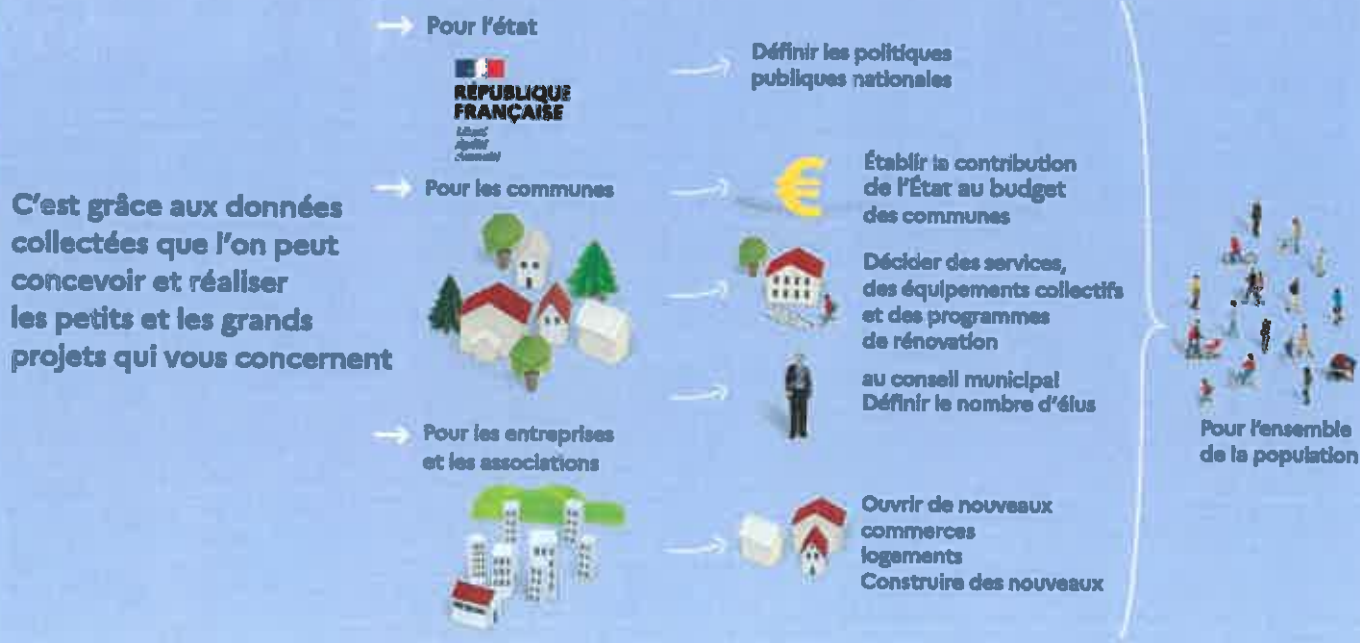 C'est grâce aux données
collectées que l'on peut
concevoir et réaliser
les petits et les grands
projets qui vous concernent
Pour l'état
RÉPUBLIQUE
FRANÇAISE
Définir les politiques
publiques nationales
Pour les communes
Établir la contribution
de l'État au budget
des communes
Décider des services,
des équipements collectifs
et des programmes
de rénovation
au conseil municipal
Définir le nombre d'élus
Pour les entreprises
et les associations
Ouvrir de nouveaux
commerces
logements
Construire des nouveaux
Pour l'ensemble
de la population